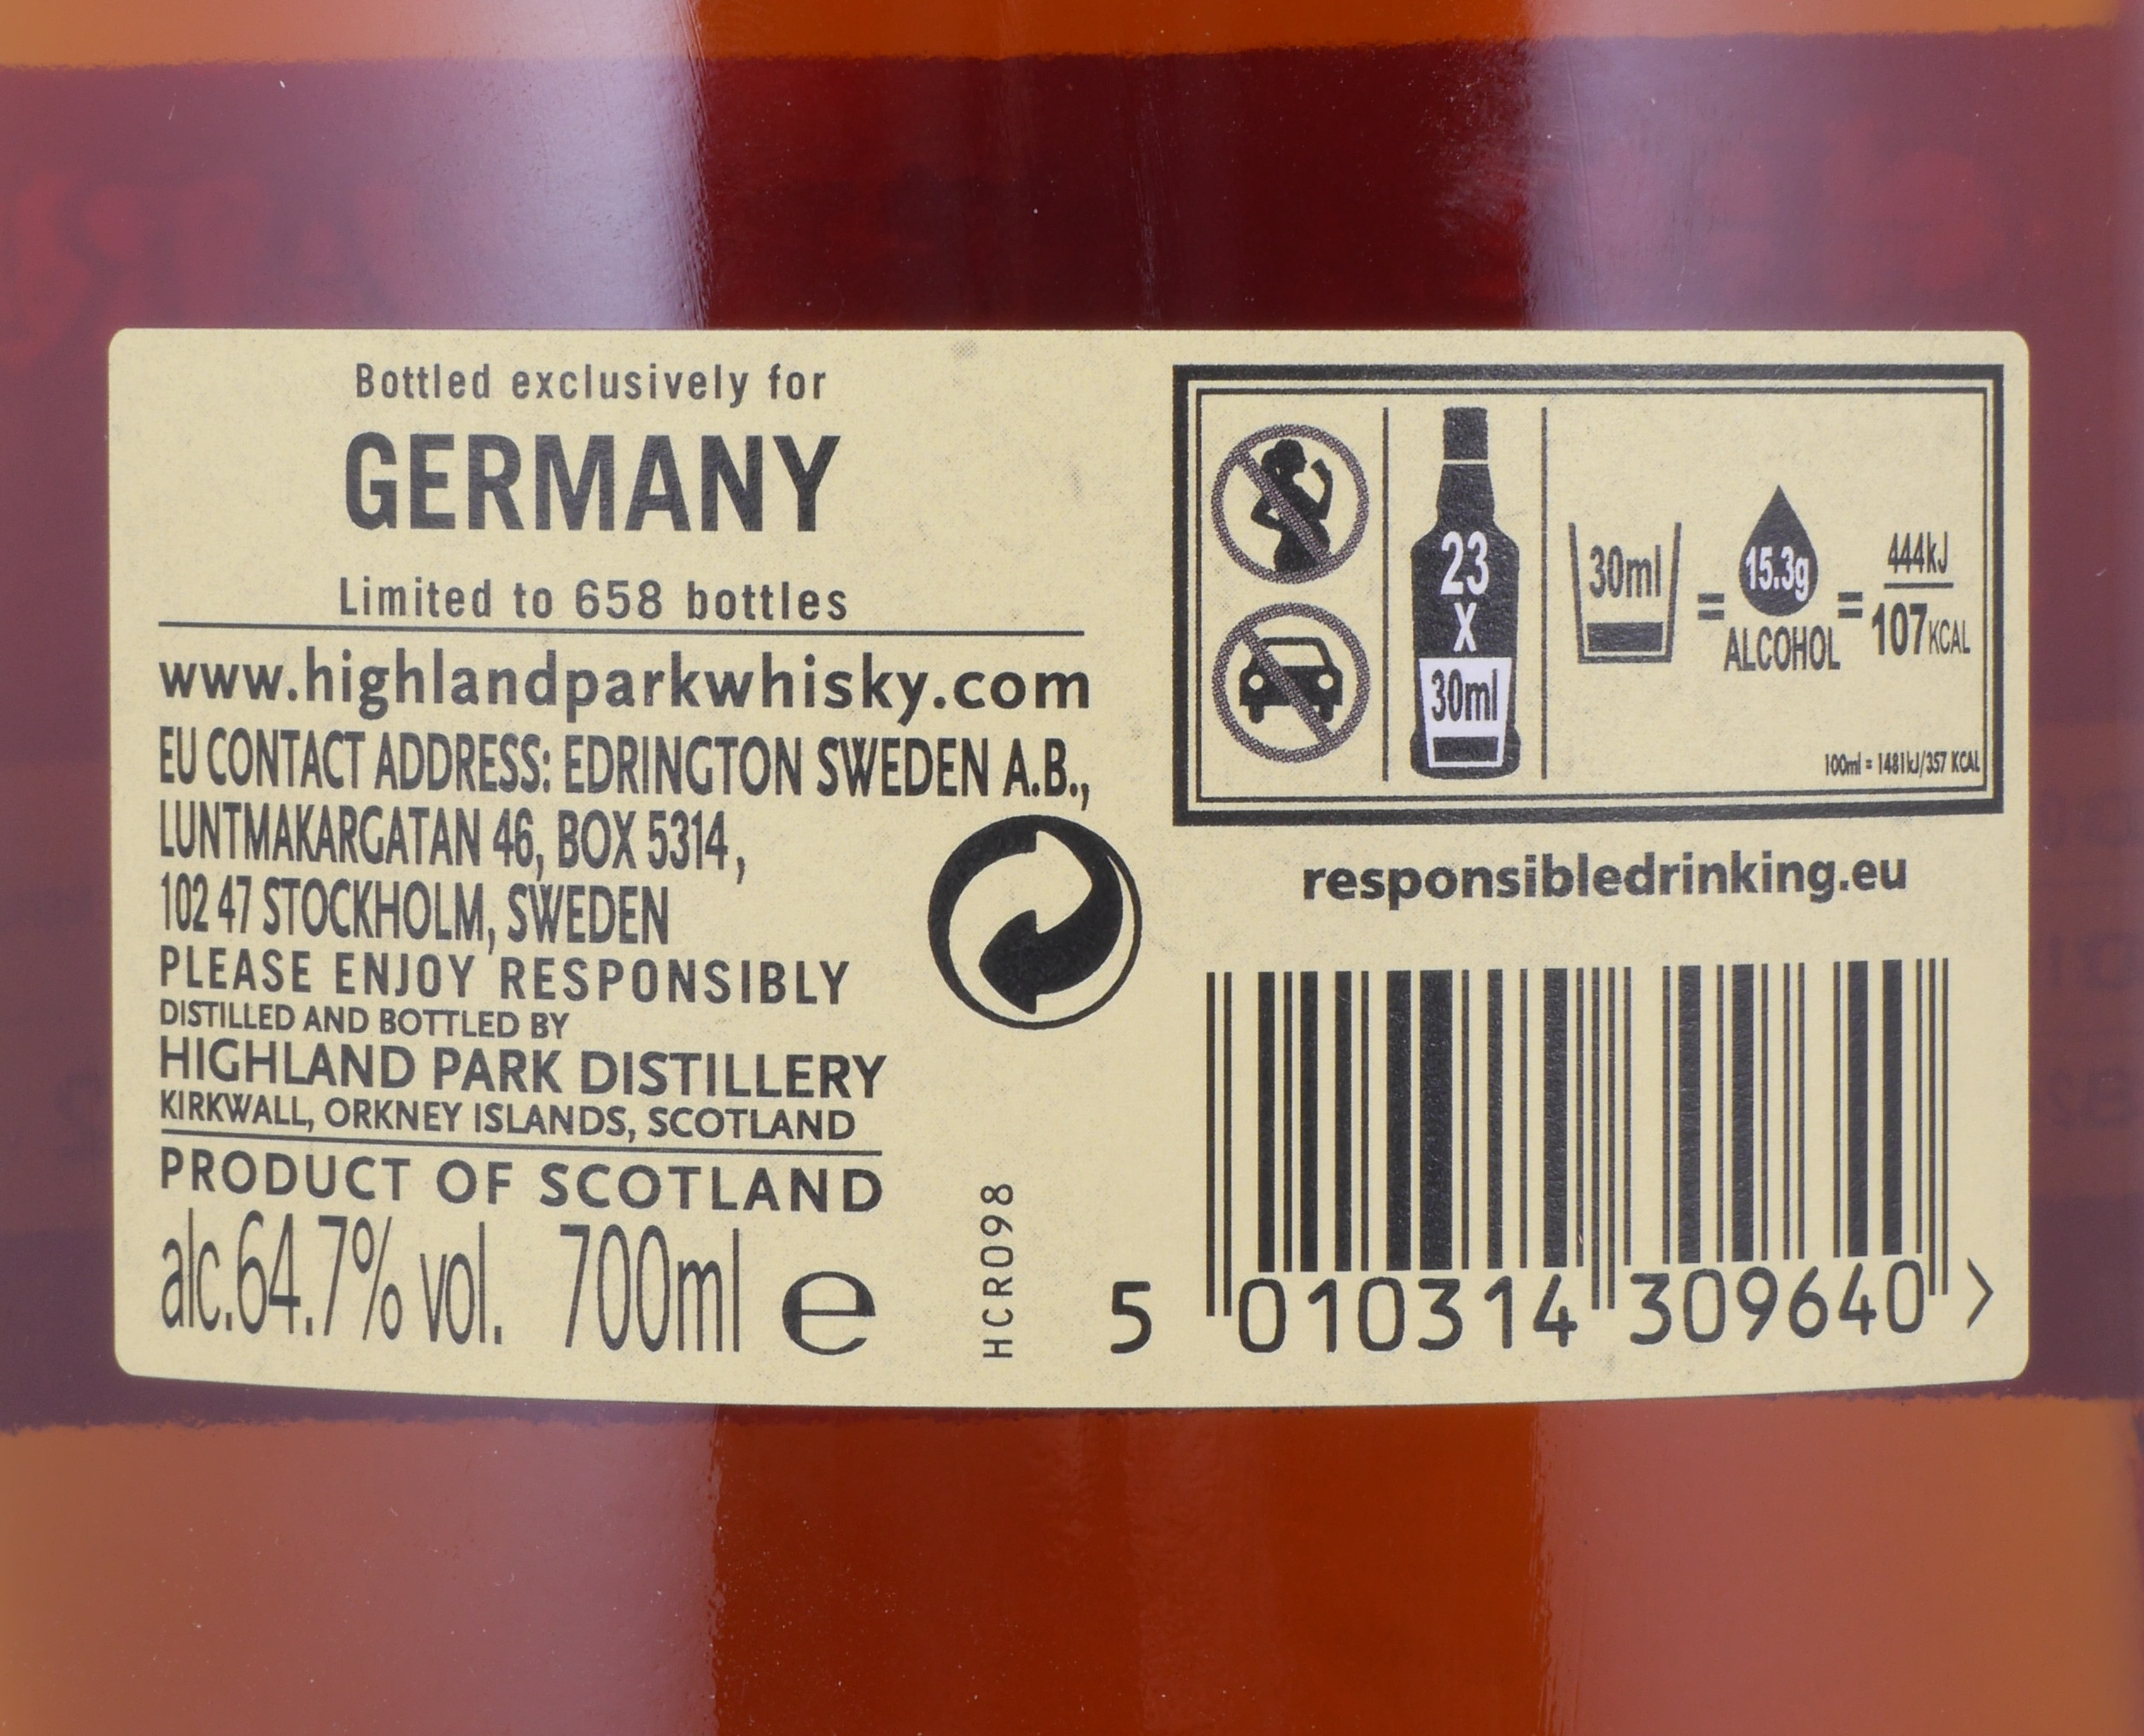 Bottled exclusively for
GERMANY
Limited to 658 bottles
www.highlandparkwhisky.com
EU CONTACT ADDRESS: EDRINGTON SWEDEN A.B.,
LUNTMAKARGATAN 46, BOX 5314,
102 47 STOCKHOLM, SWEDEN
PLEASE ENJOY RESPONSIBLY
DISTILLED AND BOTTLED BY
HIGHLAND PARK DISTILLERY
KIRKWALL, ORKNEY ISLANDS, SCOTLAND
PRODUCT OF SCOTLAND
alc.64.7% vol. 700ml e
HCR098
23
X
30ml
30ml = 15.3g ALCOHOL = 444kJ / 107KCAL
100ml = 1481kJ/357 KCAL
responsibledrinking.eu
5 010314 309640 >